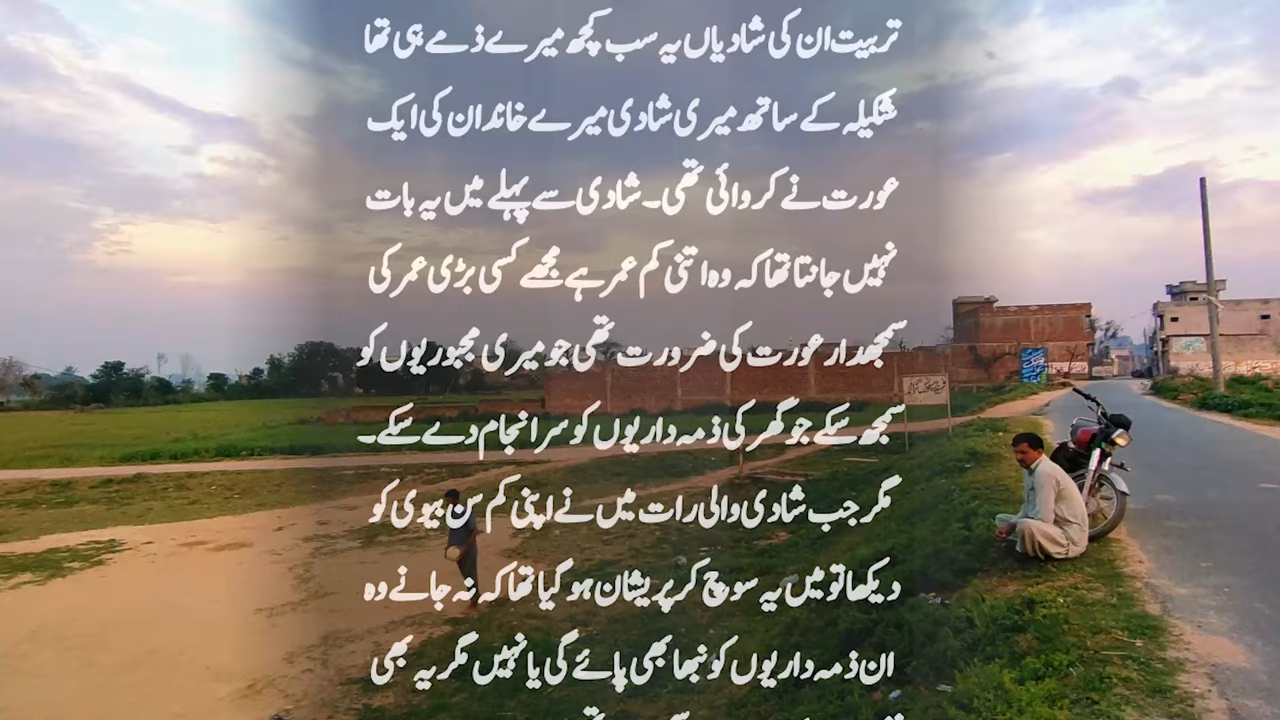 تربیت ان کی شادیاں یہ سب کچھ میرے ذمے ہی تھا
شکیلہ کے ساتھ میری شادی میرے خاندان کی ایک
عورت نے کروائی تھی۔ شادی سے پہلے میں یہ بات
نہیں جانتا تھا کہ وہ اتنی کم عمر ہے مجھے کسی بڑی عمر کی
سمجھدار عورت کی ضرورت تھی جو میری مجبوریوں کو
سمجھ سکے جو گھر کی ذمہ داریوں کو سر انجام دے سکے۔
مگر جب شادی والی رات میں نے اپنی کم سن بیوی کو
دیکھا تو میں یہ سوچ کر پریشان ہو گیا تھا کہ نہ جانے وہ
ان ذمہ داریوں کو نبھا بھی پائے گی یا نہیں مگر یہ بھی